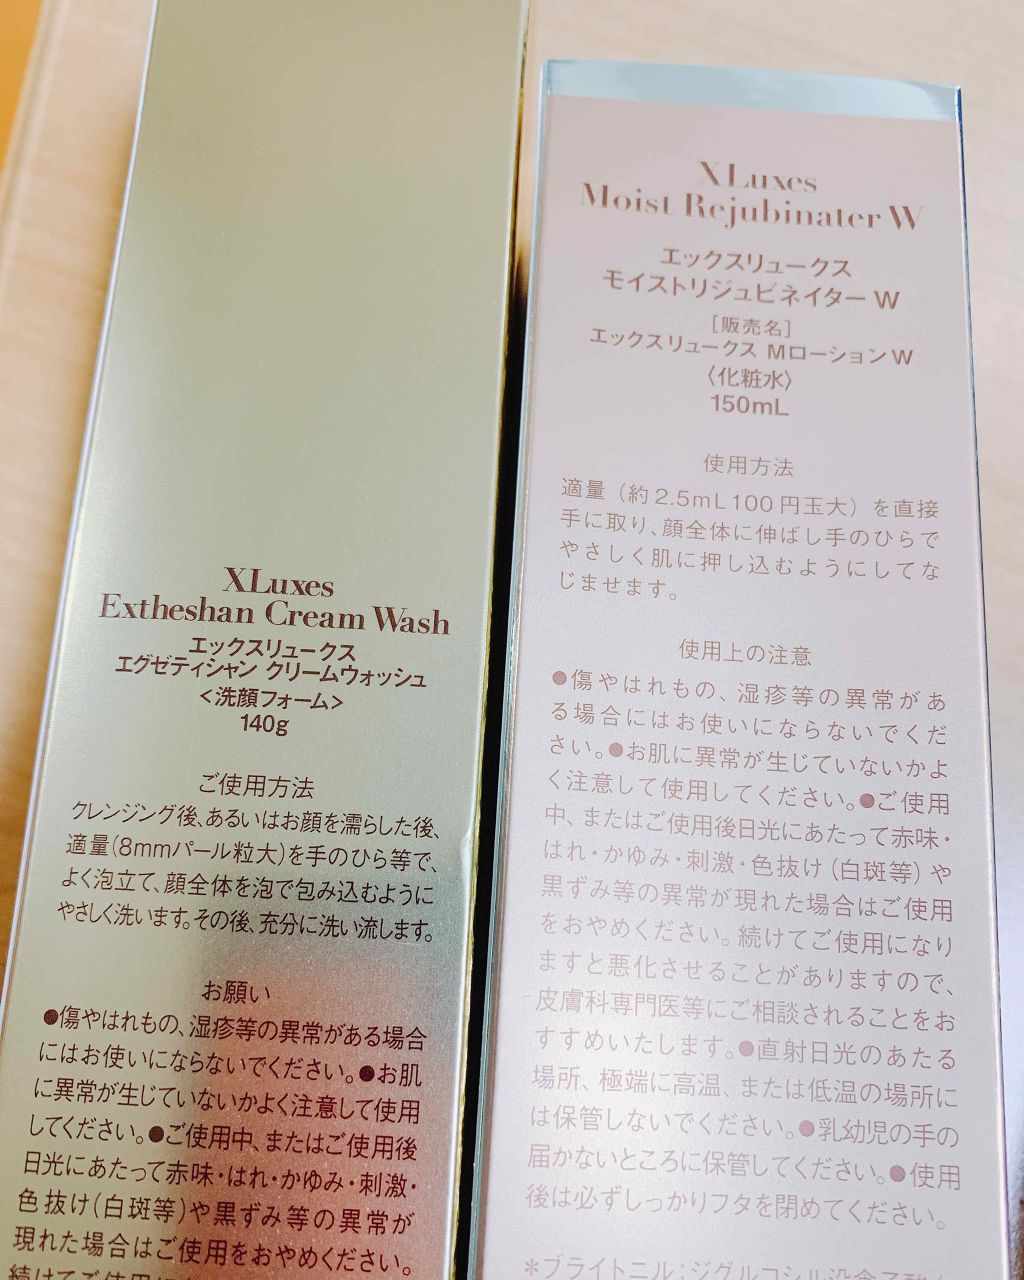 XLuxes
Extheshan Cream Wash
エックスリュークス
エグゼティシャン クリームウォッシュ
<洗顔フォーム>
140g
ご使用方法
クレンジング後、あるいはお顔を濡らした後、
適量(8mmパール粒大)を手のひら等で、
よく泡立て、顔全体を泡で包み込むように
やさしく洗います。その後、充分に洗い流します。
お願い
●傷やはれもの、湿疹等の異常がある場合
にはお使いにならないでください。●お肌
に異常が生じていないかよく注意して使用
してください。●ご使用中、またはご使用後
日光にあたって赤味・はれ・かゆみ・刺激・
色抜け(白斑等)や黒ずみ等の異常が
現れた場合はご使用をおやめください。
続けてご使用に
XLuxes
Moist Rejubinater W
エックスリュークス
モイストリジュビネイター W
[販売名]
エックスリュークス MローションW
〈化粧水〉
150mL
使用方法
適量（約2.5mL 100円玉大）を直接
手に取り、顔全体に伸ばし手のひらで
やさしく肌に押し込むようにしてな
じませます。
使用上の注意
●傷やはれもの、湿疹等の異常があ
る場合にはお使いにならないでくだ
さい。●お肌に異常が生じていないかよ
く注意して使用してください。●ご使用
中、またはご使用後日光にあたって赤味・
はれ・かゆみ・刺激・色抜け（白斑等）や
黒ずみ等の異常が現れた場合はご使用
をおやめください。続けてご使用になり
ますと悪化させることがありますので、
皮膚科専門医等にご相談されることをお
すすめいたします。●直射日光のあたる
場所、極端に高温、または低温の場所に
は保管しないでください。●乳幼児の手の
届かないところに保管してください。●使用
後は必ずしっかりフタを閉めてください。
＊ブライトニル:ジグルコシル没食子酸